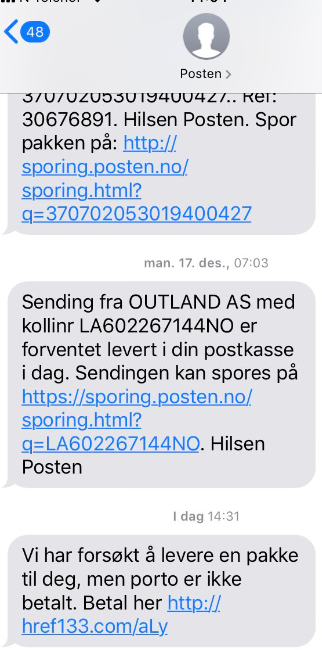 48
Posten >
370702053019400427.. Ref:
30676891. Hilsen Posten. Spor
pakken på: http://
sporing.posten.no/
sporing.html?
q=370702053019400427
man. 17. des., 07:03
Sending fra OUTLAND AS med
kollinr LA602267144NO er
forventet levert i din postkasse
i dag. Sendingen kan spores på
https://sporing.posten.no/
sporing.html?
q=LA602267144NO. Hilsen
Posten
I dag 14:31
Vi har forsøkt å levere en pakke
til deg, men porto er ikke
betalt. Betal her http://
href133.com/aLy